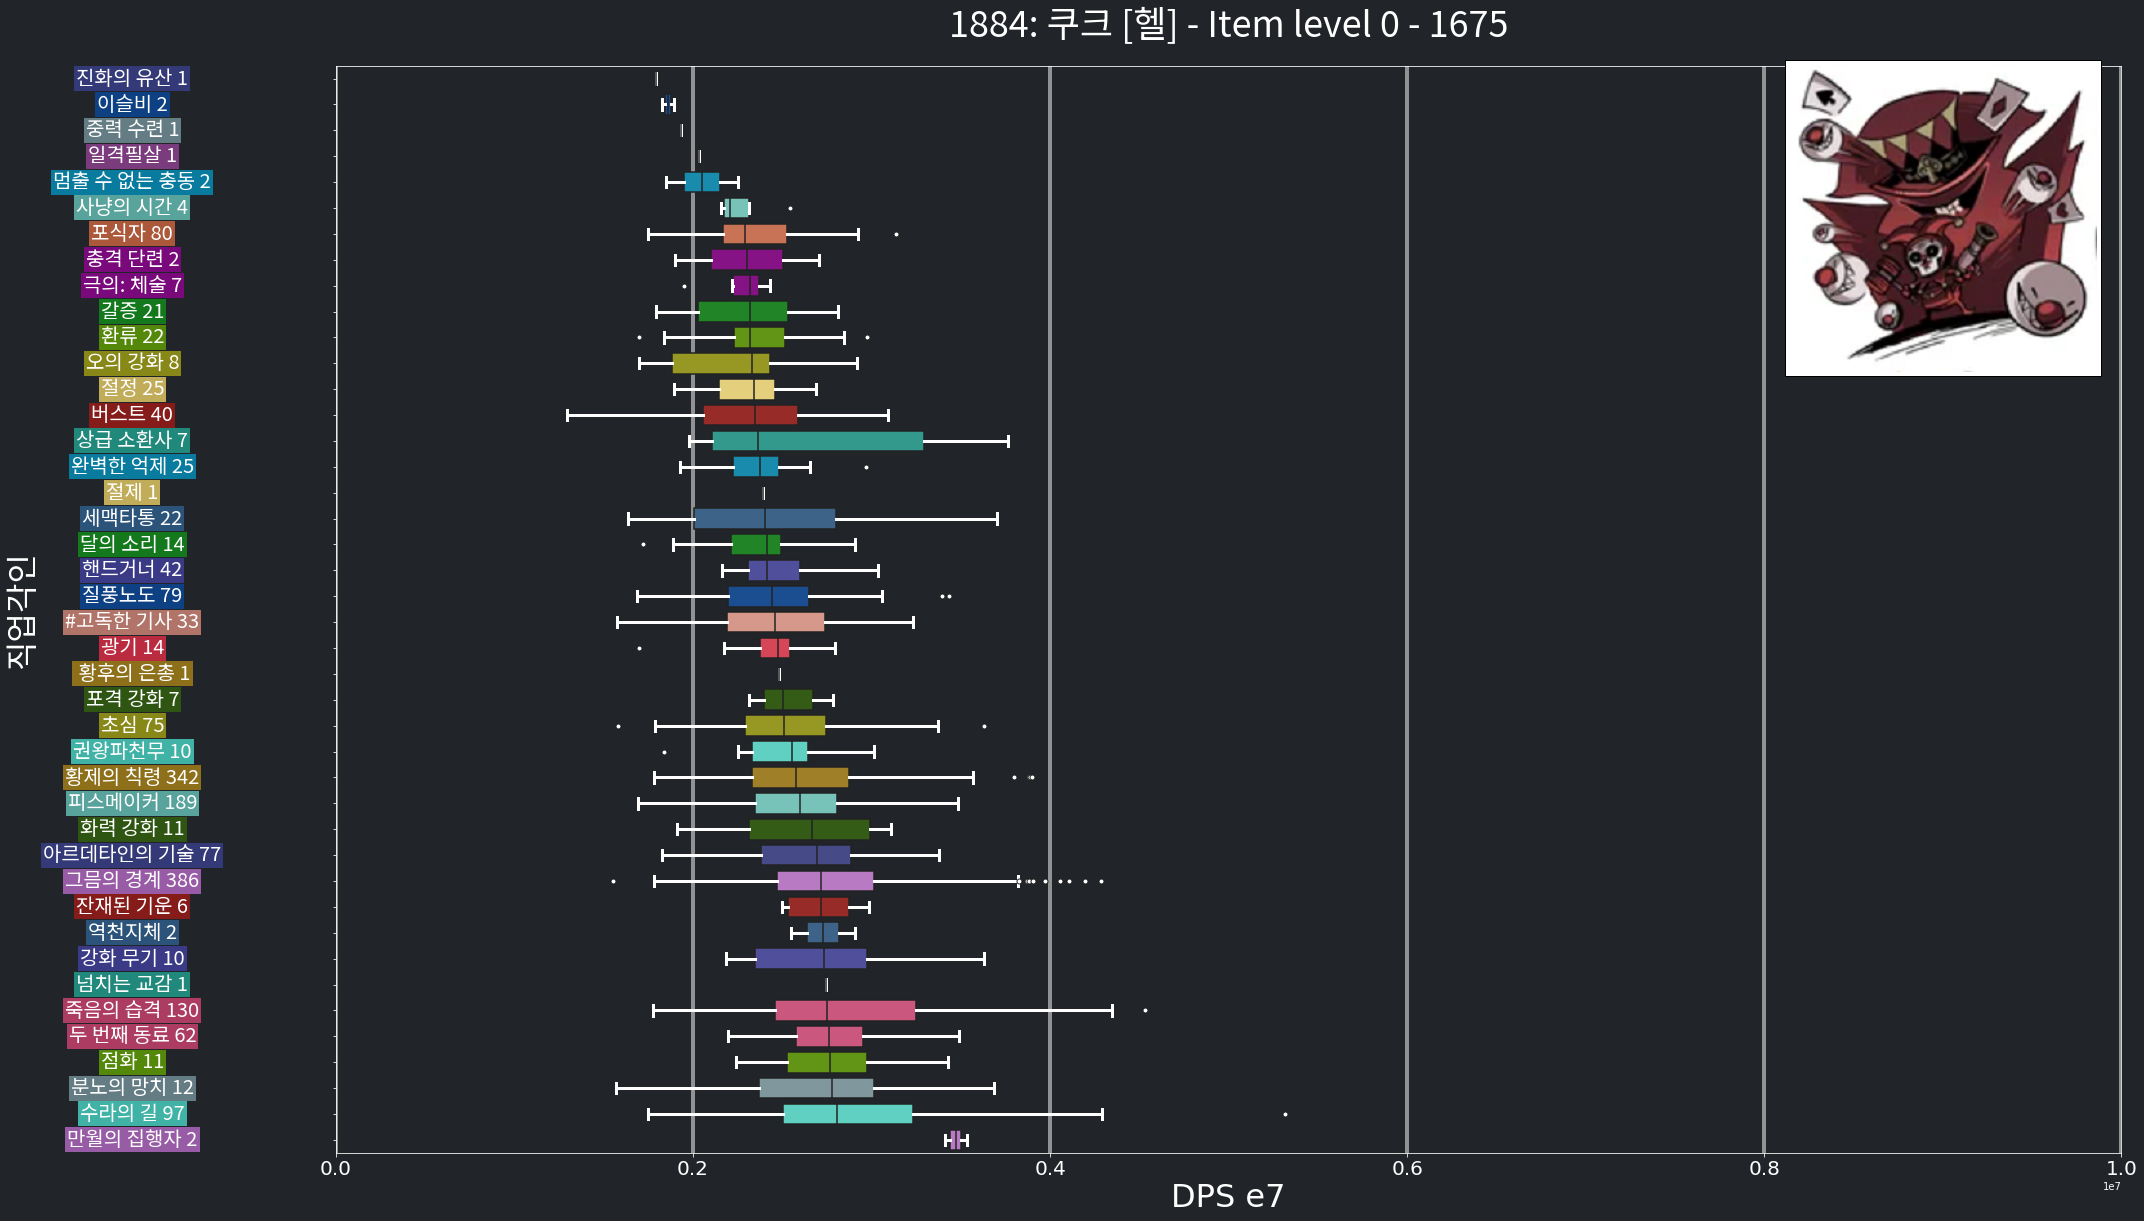 1884: 쿠크 [헬] - Item level 0 - 1675
직업각인
진화의 유산 1
이슬비 2
중력 수련 1
일격필살 1
멈출 수 없는 충동 2
사냥의 시간 4
포식자 80
충격 단련 2
극의: 체술 7
갈증 21
환류 22
오의 강화 8
절정 25
버스트 40
상급 소환사 7
완벽한 억제 25
절제 1
세맥타통 22
달의 소리 14
핸드거너 42
질풍노도 79
#고독한 기사 33
광기 14
황후의 은총 1
포격 강화 7
초심 75
권왕파천무 10
황제의 칙령 342
피스메이커 189
화력 강화 11
아르데타인의 기술 77
그믐의 경계 386
잔재된 기운 6
역천지체 2
강화 무기 10
넘치는 교감 1
죽음의 습격 130
두 번째 동료 62
점화 11
분노의 망치 12
수라의 길 97
만월의 집행자 2
0.0 0.2 0.4 0.6 0.8 1.0
1e7
DPS e7